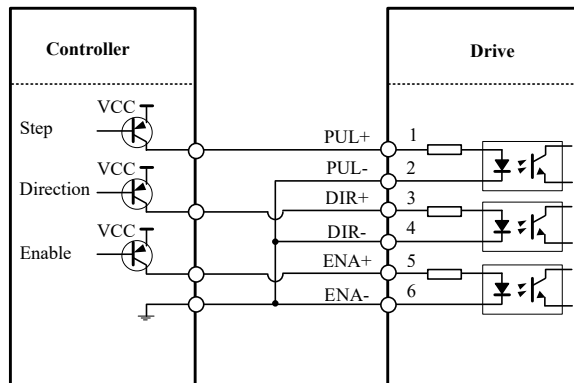 Controller
Drive
VCC
Step
PUL+
1
VCC
PUL-
2
Direction
DIR+
3
VCC
DIR-
4
Enable
ENA+
5
ENA-
6